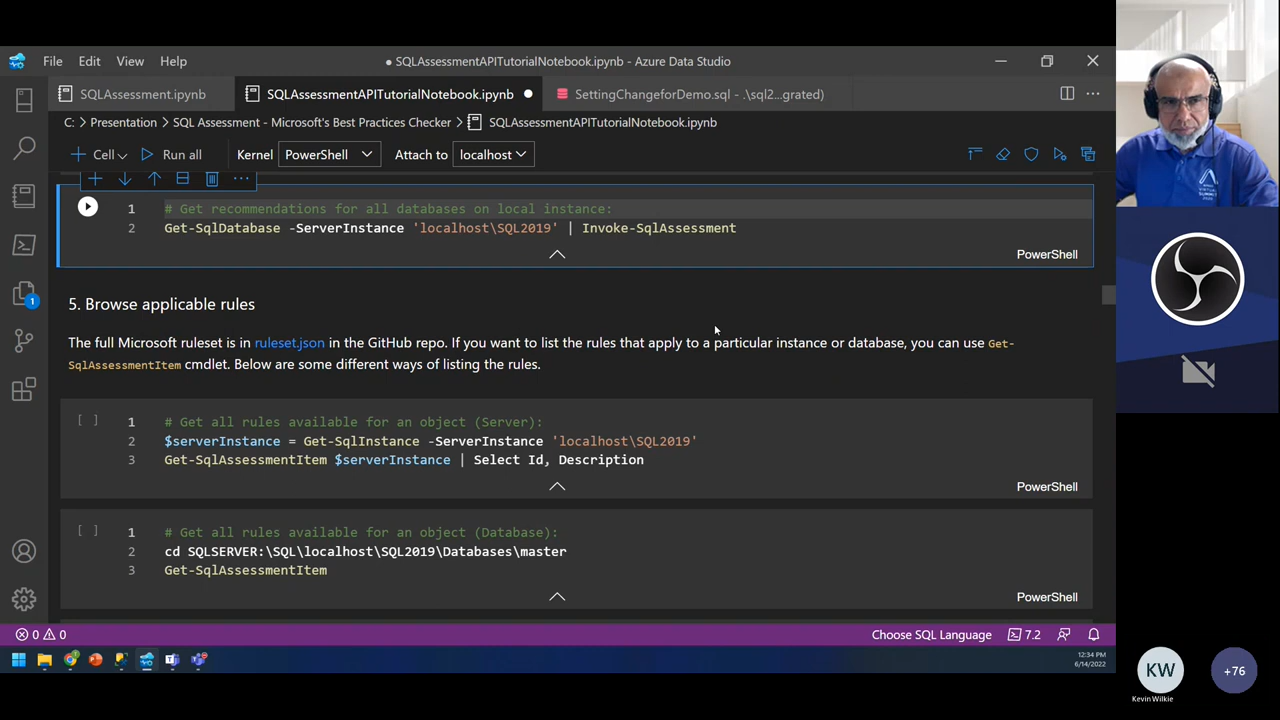 File Edit View Help
● SQLAssessmentAPITutorialNotebook.ipynb - Azure Data Studio
SQLAssessment.ipynb
SQLAssessmentAPITutorialNotebook.ipynb ●
SettingChangeforDemo.sql - .\sql2...grated)
C: > Presentation > SQL Assessment - Microsoft's Best Practices Checker > SQLAssessmentAPITutorialNotebook.ipynb
Cell Run all Kernel PowerShell Attach to localhost
1 # Get recommendations for all databases on local instance:
2 Get-SqlDatabase -ServerInstance 'localhost\SQL2019' | Invoke-SqlAssessment
PowerShell
5. Browse applicable rules
The full Microsoft ruleset is in ruleset.json in the GitHub repo. If you want to list the rules that apply to a particular instance or database, you can use Get-
SqlAssessmentItem cmdlet. Below are some different ways of listing the rules.
[ ] 1 # Get all rules available for an object (Server):
2 $serverInstance = Get-SqlInstance -ServerInstance 'localhost\SQL2019'
3 Get-SqlAssessmentItem $serverInstance | Select Id, Description
PowerShell
[ ] 1 # Get all rules available for an object (Database):
2 cd SQLSERVER:\SQL\localhost\SQL2019\Databases\master
3 Get-SqlAssessmentItem
PowerShell
1
0 0 Choose SQL Language 7.2
12:34 PM
6/14/2022
KW
+76
Kevin Wilkie